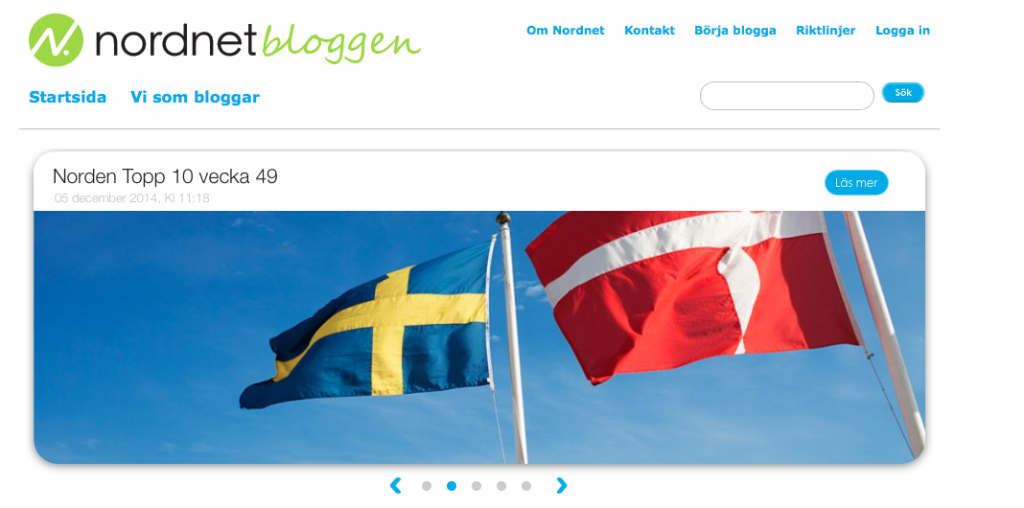 nordnetbloggen
Om Nordnet Kontakt Börja blogga Riktlinjer Logga in
Startsida Vi som bloggar
Sök
Norden Topp 10 vecka 49
Läs mer
05 december 2014, Kl 11:18